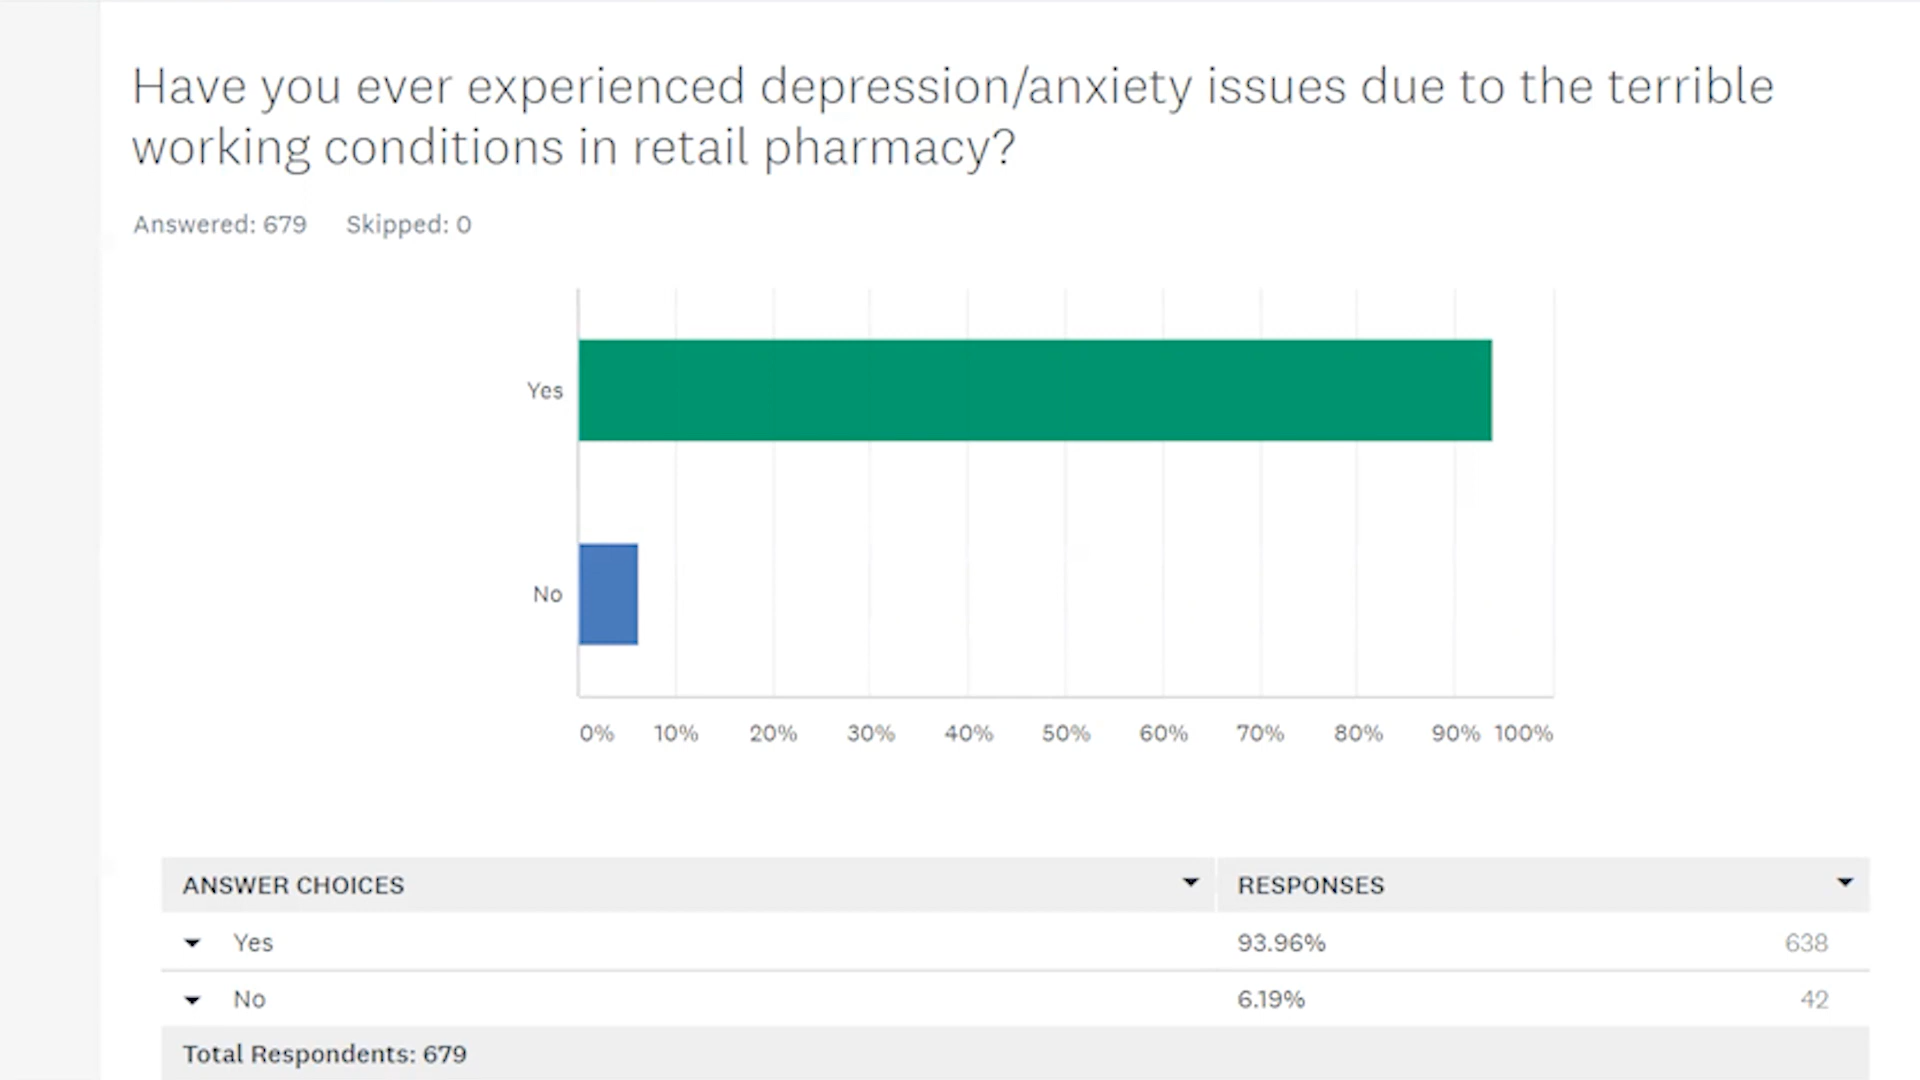 Have you ever experienced depression/anxiety issues due to the terrible
working conditions in retail pharmacy?
Answered: 679 Skipped: 0
Yes
No
0% 10% 20% 30% 40% 50% 60% 70% 80% 90% 100%
ANSWER CHOICES RESPONSES
Yes 93.96% 638
No 6.19% 42
Total Respondents: 679